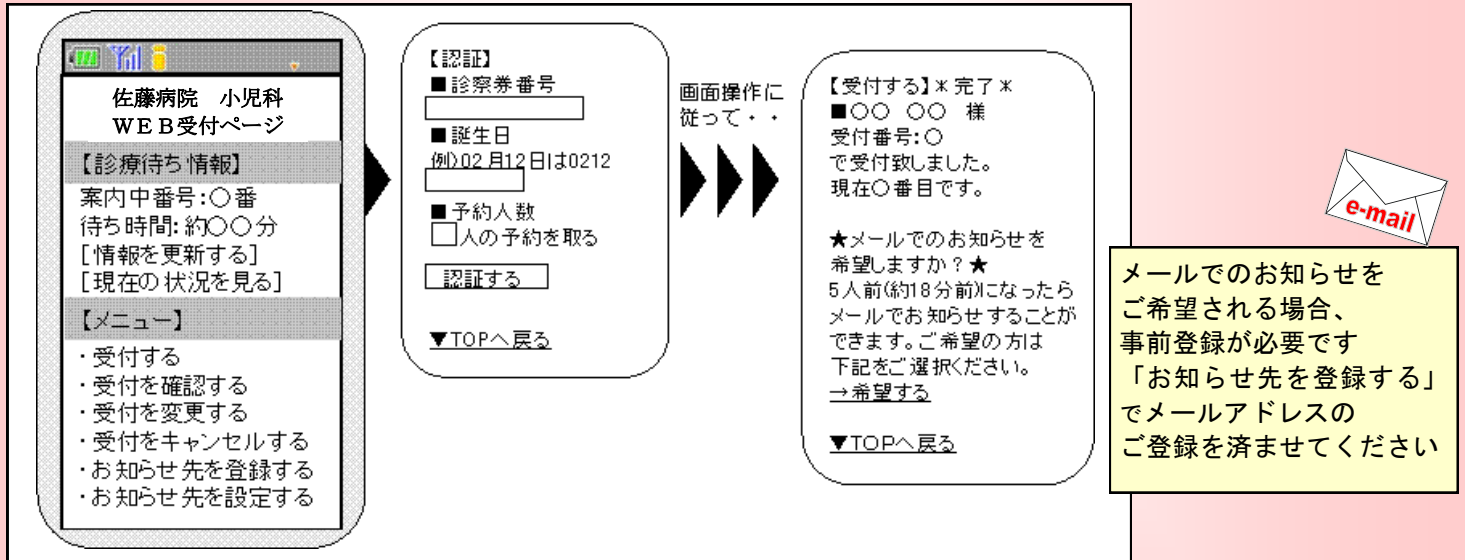 佐藤病院 小児科
WEB受付ページ
【診療待ち情報】
案内中番号:〇番
待ち時間:約〇〇分
[情報を更新する]
[現在の状況を見る]
【メニュー】
・受付する
・受付を確認する
・受付を変更する
・受付をキャンセルする
・お知らせ先を登録する
・お知らせ先を設定する
【認証】
■診察券番号
■誕生日
例)02月12日は0212
■予約人数
人の予約を取る
認証する
▼TOPへ戻る
画面操作に
従って・・
【受付する】*完了*
■〇〇 〇〇 様
受付番号:〇
で受付致しました。
現在〇番目です。
★メールでのお知らせを
希望しますか?★
5人前(約18分前)になったら
メールでお知らせすることが
できます。ご希望の方は
下記をご選択ください。
→希望する
▼TOPへ戻る
e-mail
メールでのお知らせを
ご希望される場合、
事前登録が必要です
「お知らせ先を登録する」
でメールアドレスの
ご登録を済ませてください